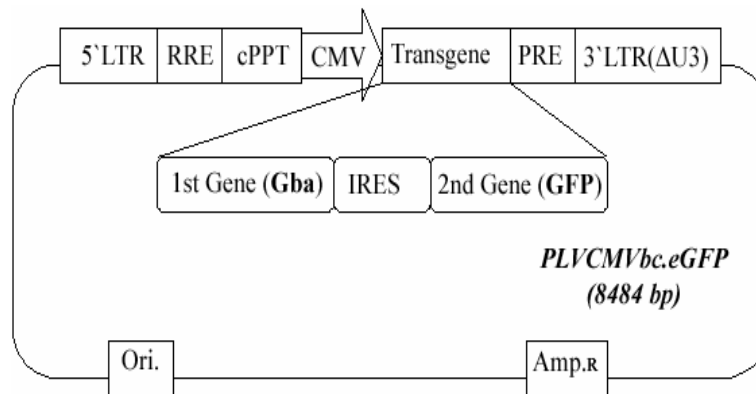 5`LTR RRE cPPT CMV Transgene PRE 3`LTR(ΔU3)
1st Gene (Gba) IRES 2nd Gene (GFP)
PLVCMVbc.eGFP
(8484 bp)
Ori. Amp.R